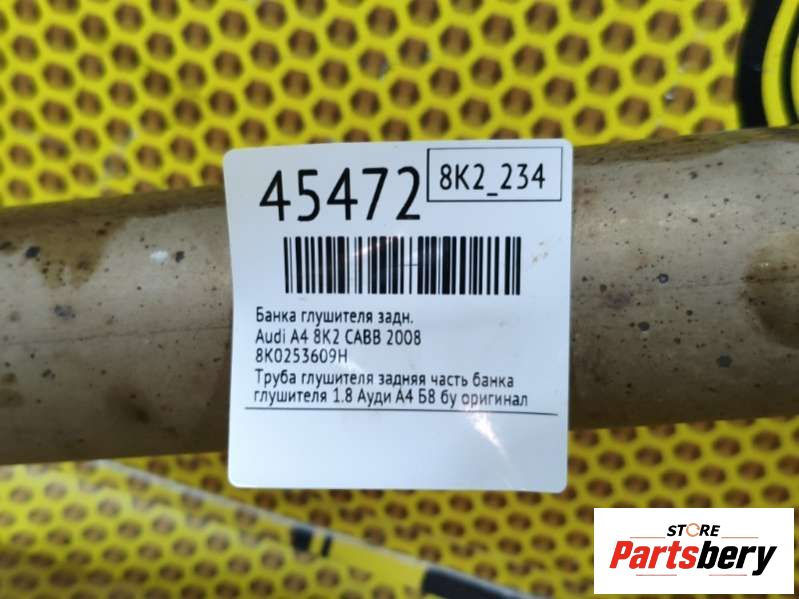 45472
8K2_234
Банка глушителя задн.
Audi A4 8K2 CABB 2008
8K0253609H
Труба глушителя задняя часть банка
глушителя 1.8 Ауди А4 Б8 бу оригинал
STORE
Partsbery